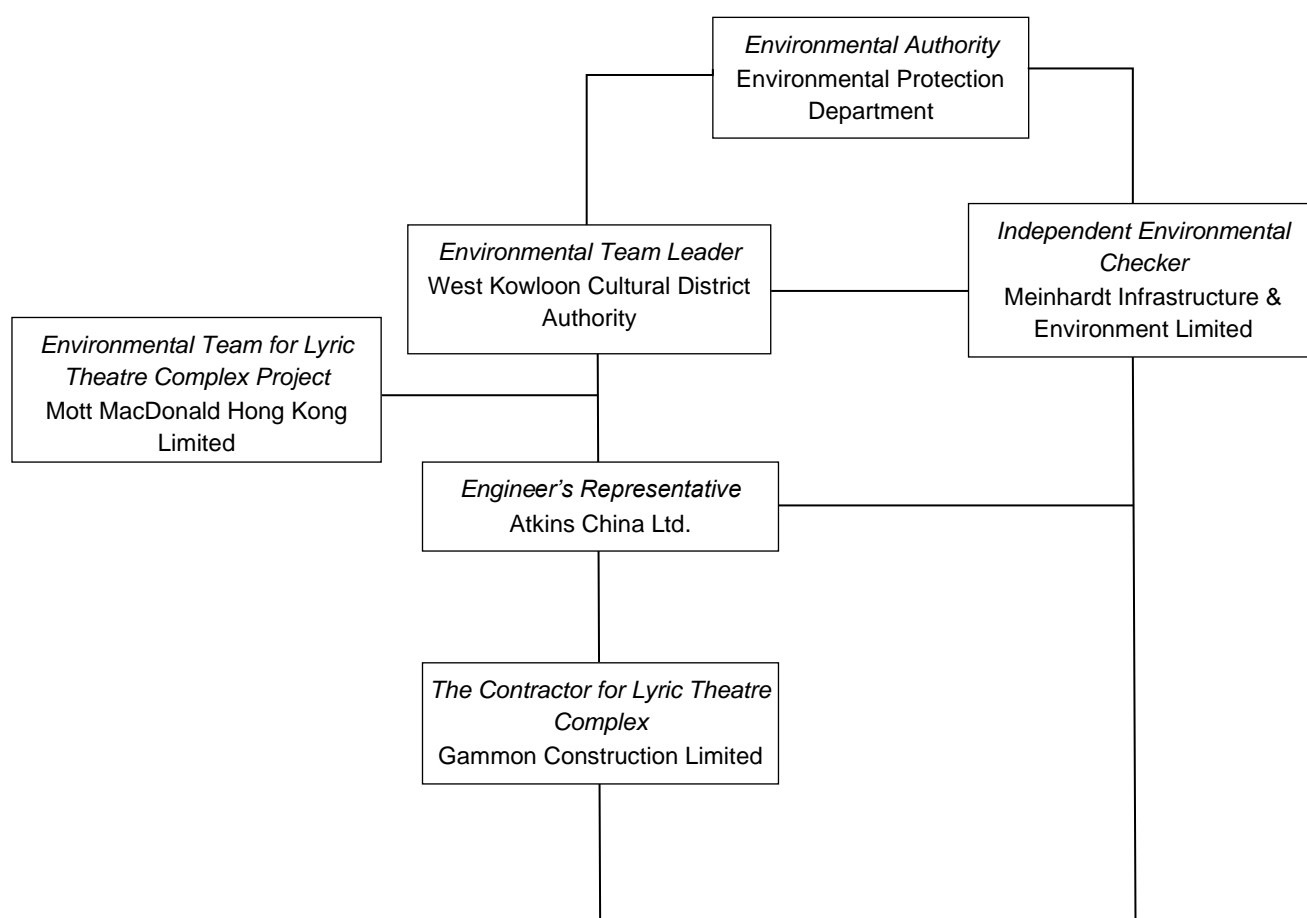 Environmental Authority
Environmental Protection
Department
Environmental Team Leader
West Kowloon Cultural District
Authority
Independent Environmental
Checker
Meinhardt Infrastructure &
Environment Limited
Environmental Team for Lyric
Theatre Complex Project
Mott MacDonald Hong Kong
Limited
Engineer’s Representative
Atkins China Ltd.
The Contractor for Lyric Theatre
Complex
Gammon Construction Limited